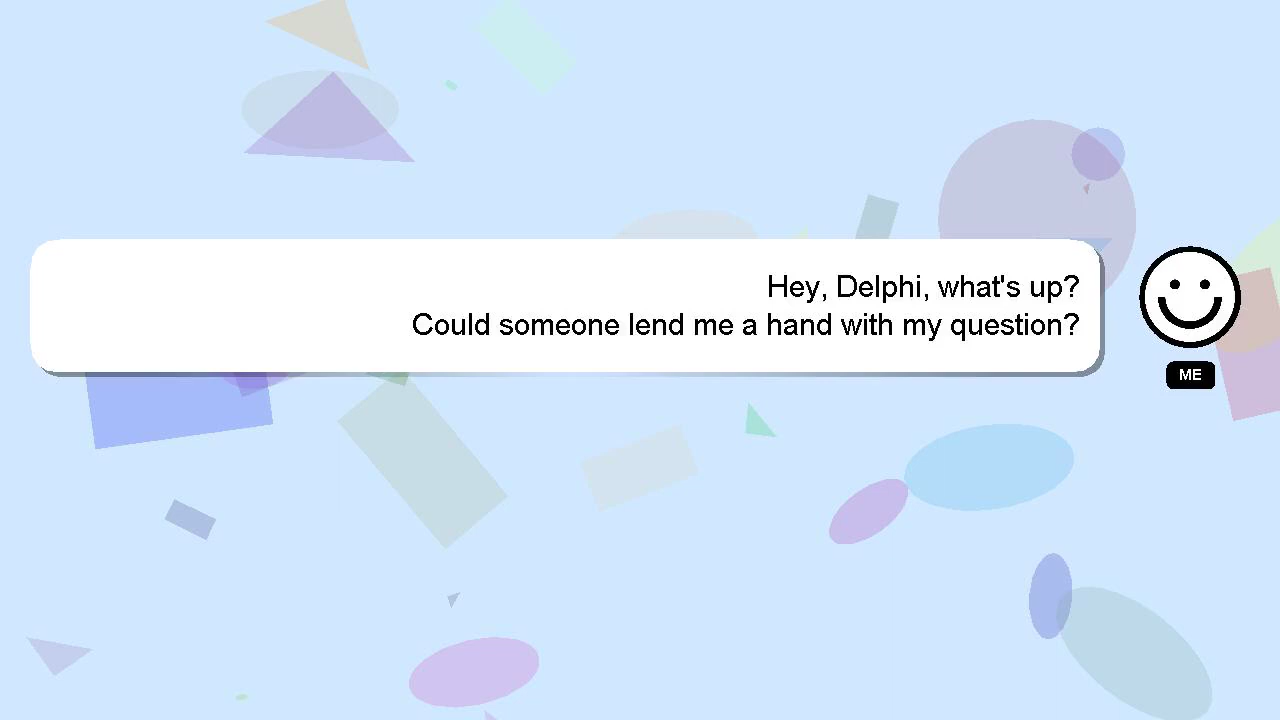 Hey, Delphi, what's up?
Could someone lend me a hand with my question?
ME